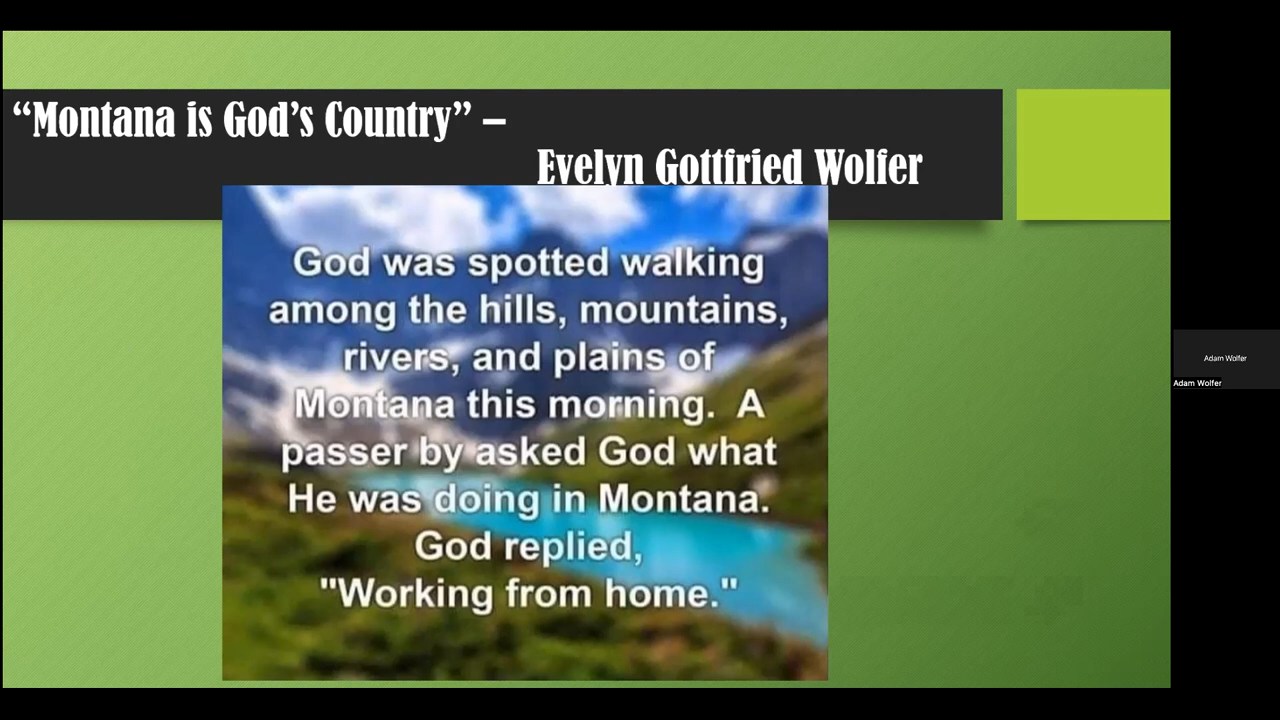 “Montana is God’s Country” –
Evelyn Gottfried Wolfer
God was spotted walking
among the hills, mountains,
rivers, and plains of
Montana this morning.  A
passer by asked God what
He was doing in Montana.
God replied,
"Working from home."
Adam Wolfer
Adam Wolfer